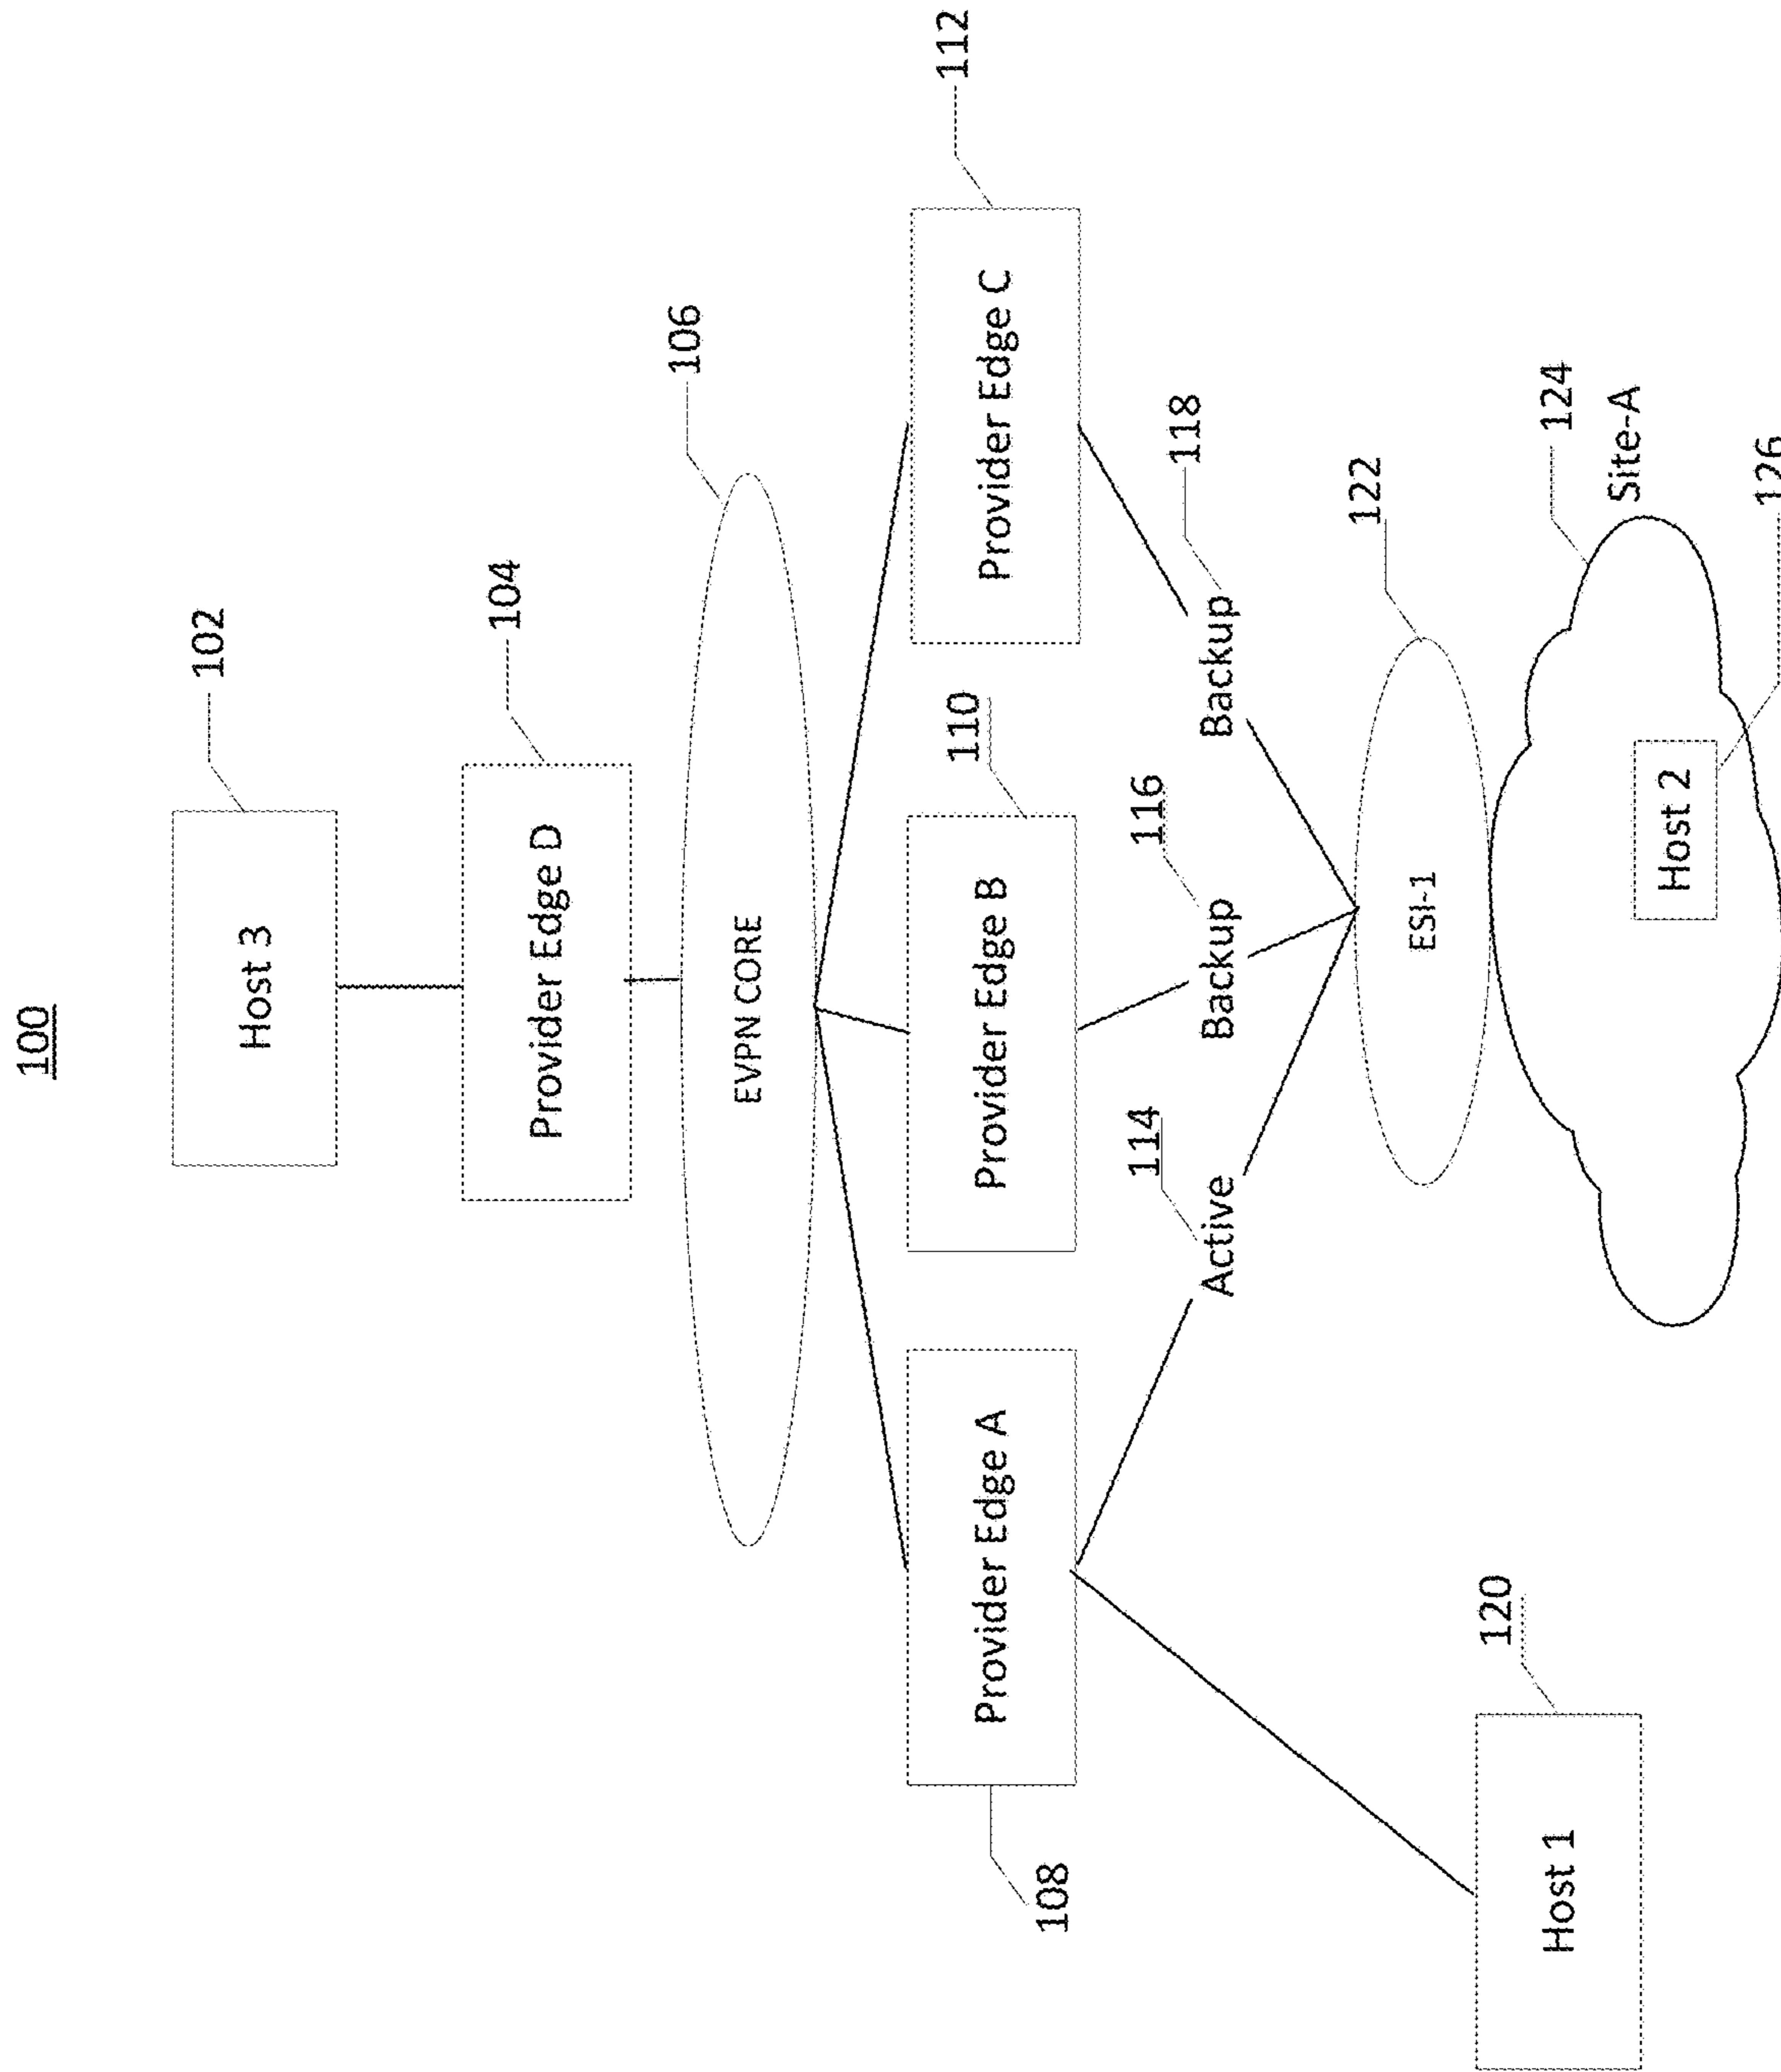 100
Host 3
102
Provider Edge D
104
EVPN CORE
106
Provider Edge A
108
Provider Edge B
110
Provider Edge C
112
Active
114
Backup
116
Backup
118
Host 1
120
ESI-1
122
124
Site-A
Host 2
126